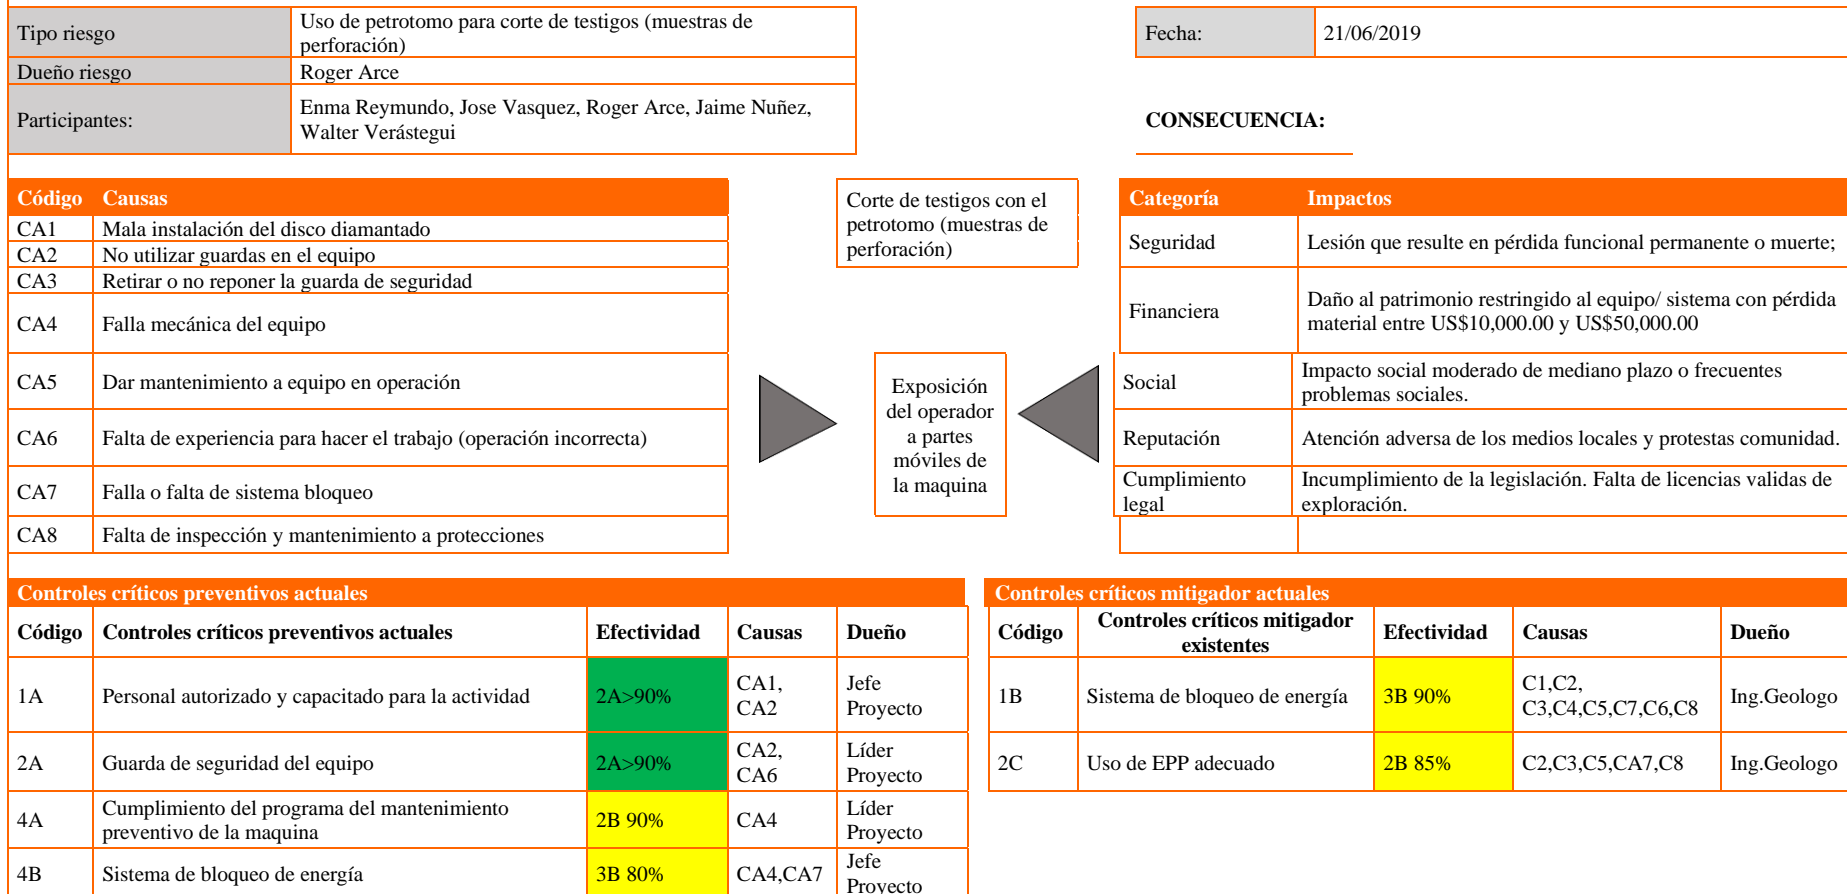 Tipo riesgo
Uso de petrotomo para corte de testigos (muestras de
perforación)
Fecha:
21/06/2019
Dueño riesgo
Roger Arce
Participantes:
Enma Reymundo, Jose Vasquez, Roger Arce, Jaime Nuñez,
Walter Verástegui
CONSECUENCIA:
Código
Causas
CA1
Mala instalación del disco diamantado
CA2
No utilizar guardas en el equipo
CA3
Retirar o no reponer la guarda de seguridad
CA4
Falla mecánica del equipo
CA5
Dar mantenimiento a equipo en operación
CA6
Falta de experiencia para hacer el trabajo (operación incorrecta)
CA7
Falla o falta de sistema bloqueo
CA8
Falta de inspección y mantenimiento a protecciones
Corte de testigos con el
petrotomo (muestras de
perforación)
Exposición
del operador
a partes
móviles de
la maquina
Categoría
Impactos
Seguridad
Lesión que resulte en pérdida funcional permanente o muerte;
Financiera
Daño al patrimonio restringido al equipo/ sistema con pérdida
material entre US$10,000.00 y US$50,000.00
Social
Impacto social moderado de mediano plazo o frecuentes
problemas sociales.
Reputación
Atención adversa de los medios locales y protestas comunidad.
Cumplimiento
legal
Incumplimiento de la legislación. Falta de licencias validas de
exploración.
Controles críticos preventivos actuales
Código
Controles críticos preventivos actuales
Efectividad
Causas
Dueño
1A
Personal autorizado y capacitado para la actividad
2A>90%
CA1,
CA2
Jefe
Proyecto
2A
Guarda de seguridad del equipo
2A>90%
CA2,
CA6
Líder
Proyecto
4A
Cumplimiento del programa del mantenimiento
preventivo de la maquina
2B 90%
CA4
Líder
Proyecto
4B
Sistema de bloqueo de energía
3B 80%
CA4,CA7
Jefe
Proyecto
Controles críticos mitigador actuales
Código
Controles críticos mitigador
existentes
Efectividad
Causas
Dueño
1B
Sistema de bloqueo de energía
3B 90%
C1,C2,
C3,C4,C5,C7,C6,C8
Ing.Geologo
2C
Uso de EPP adecuado
2B 85%
C2,C3,C5,CA7,C8
Ing.Geologo